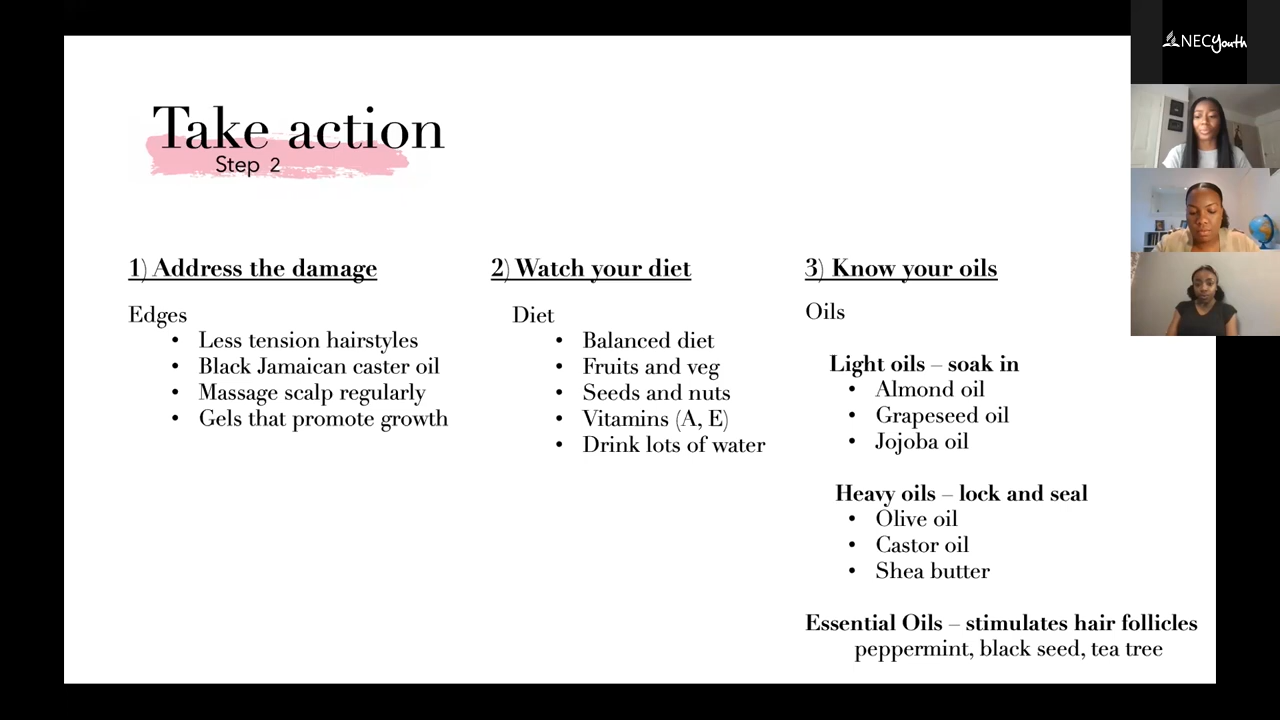 Take action
Step 2
1) Address the damage
Edges
• Less tension hairstyles
• Black Jamaican caster oil
• Massage scalp regularly
• Gels that promote growth
2) Watch your diet
Diet
• Balanced diet
• Fruits and veg
• Seeds and nuts
• Vitamins (A, E)
• Drink lots of water
3) Know your oils
Oils
Light oils – soak in
• Almond oil
• Grapeseed oil
• Jojoba oil
Heavy oils – lock and seal
• Olive oil
• Castor oil
• Shea butter
Essential Oils – stimulates hair follicles
peppermint, black seed, tea tree
NECYouth